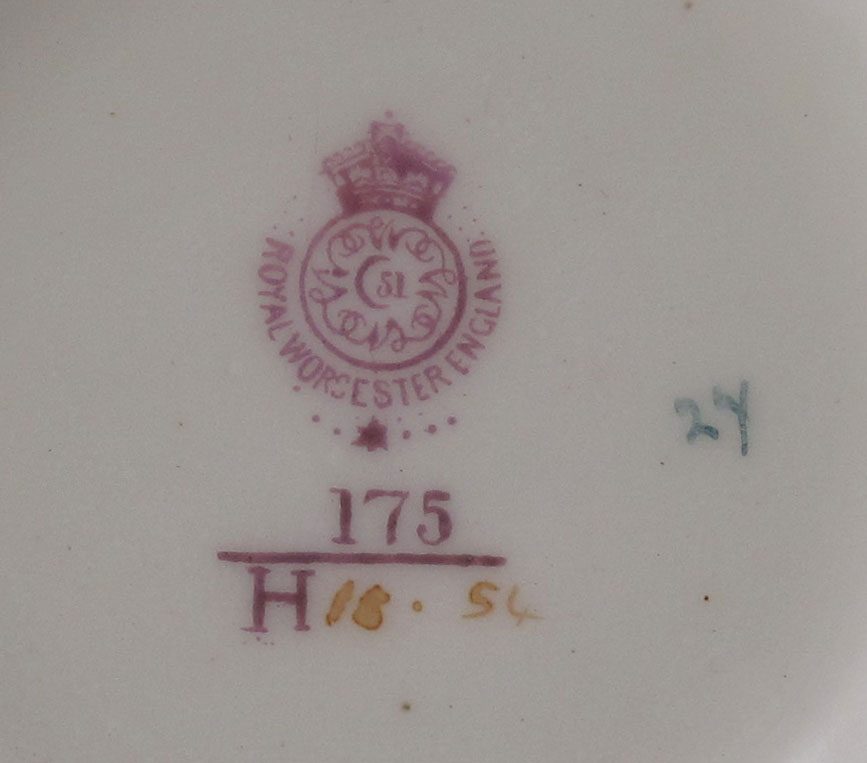 51
ROYAL WORCESTER ENGLAND
24
175
H 18 . 54